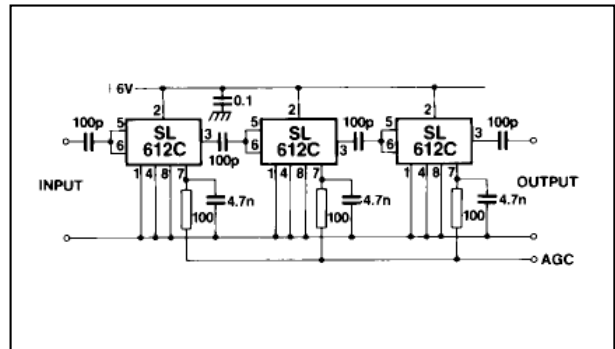 6V
2
0.1
2
2
100p
5
6
SL
612C
3
100p
5
6
SL
612C
3
100p
5
6
SL
612C
3
100p
INPUT
1 4 8 7
1 4 8 7
1 4 8 7
OUTPUT
100
4.7n
100
4.7n
100
4.7n
AGC